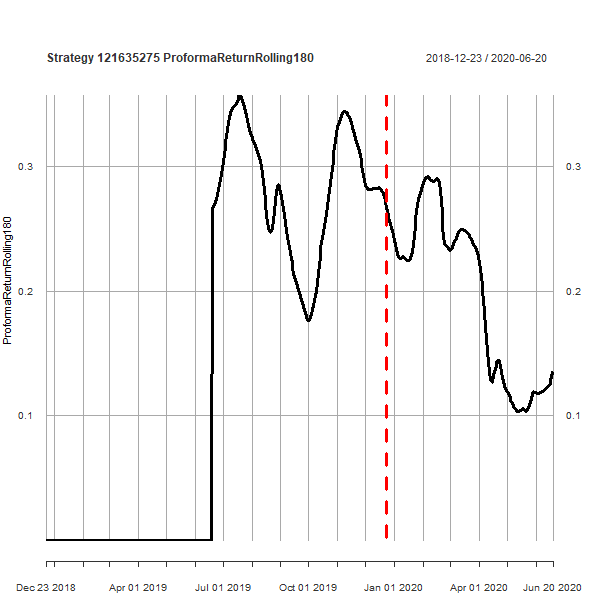 Strategy 121635275 ProformaReturnRolling180
2018-12-23 / 2020-06-20
ProformaReturnRolling180
0.3
0.3
0.2
0.2
0.1
0.1
Dec 23 2018
Apr 01 2019
Jul 01 2019
Oct 01 2019
Jan 01 2020
Apr 01 2020
Jun 20 2020